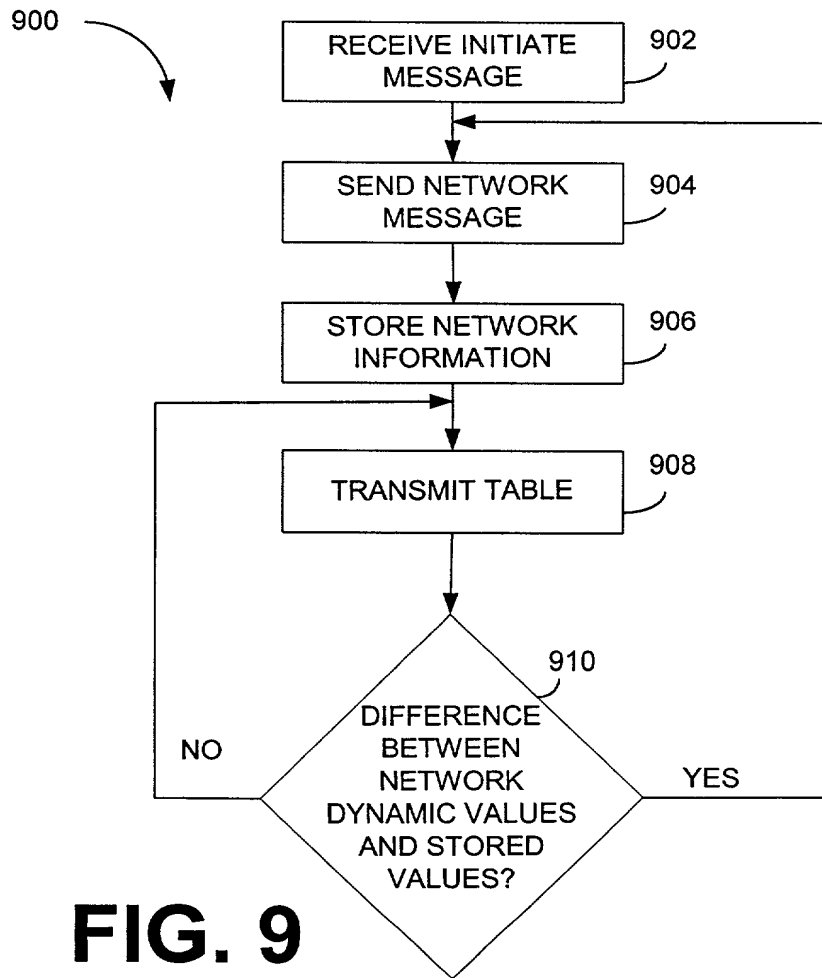 900
RECEIVE INITIATE
MESSAGE
902
SEND NETWORK
MESSAGE
904
STORE NETWORK
INFORMATION
906
TRANSMIT TABLE
908
910
DIFFERENCE
BETWEEN
NETWORK
DYNAMIC VALUES
AND STORED
VALUES?
NO
YES
FIG. 9